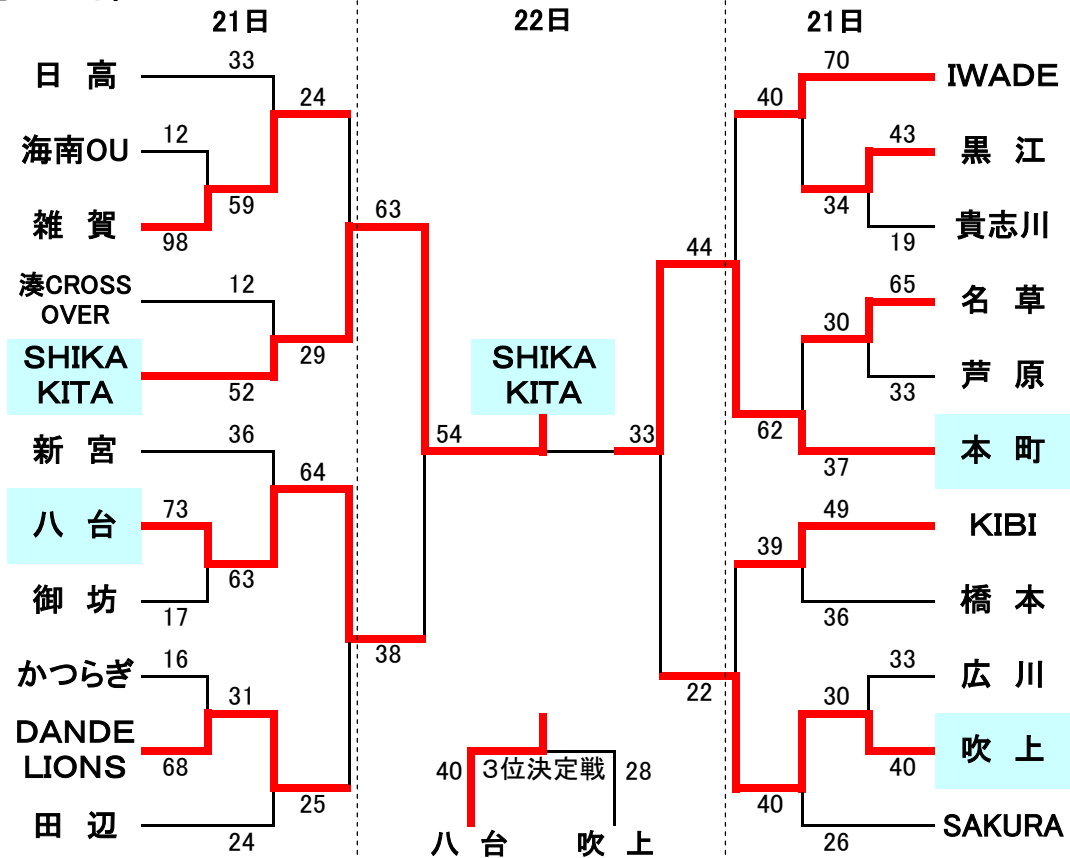 21日
22日
21日
日 高
33
24
海南OU
12
59
雑 賀
98
63
湊CROSS
OVER
12
29
SHIKA
KITA
52
54
新 宮
36
64
八 台
73
63
御 坊
17
38
かつらぎ
16
31
DANDE
LIONS
68
25
田 辺
24
SHIKA
KITA
33
40
3位決定戦
28
八 台
吹 上
70
IWADE
40
43
黒 江
34
19
貴志川
44
65
名 草
30
33
芦 原
62
37
本 町
49
KIBI
39
36
橋 本
22
33
広 川
30
40
吹 上
40
26
SAKURA